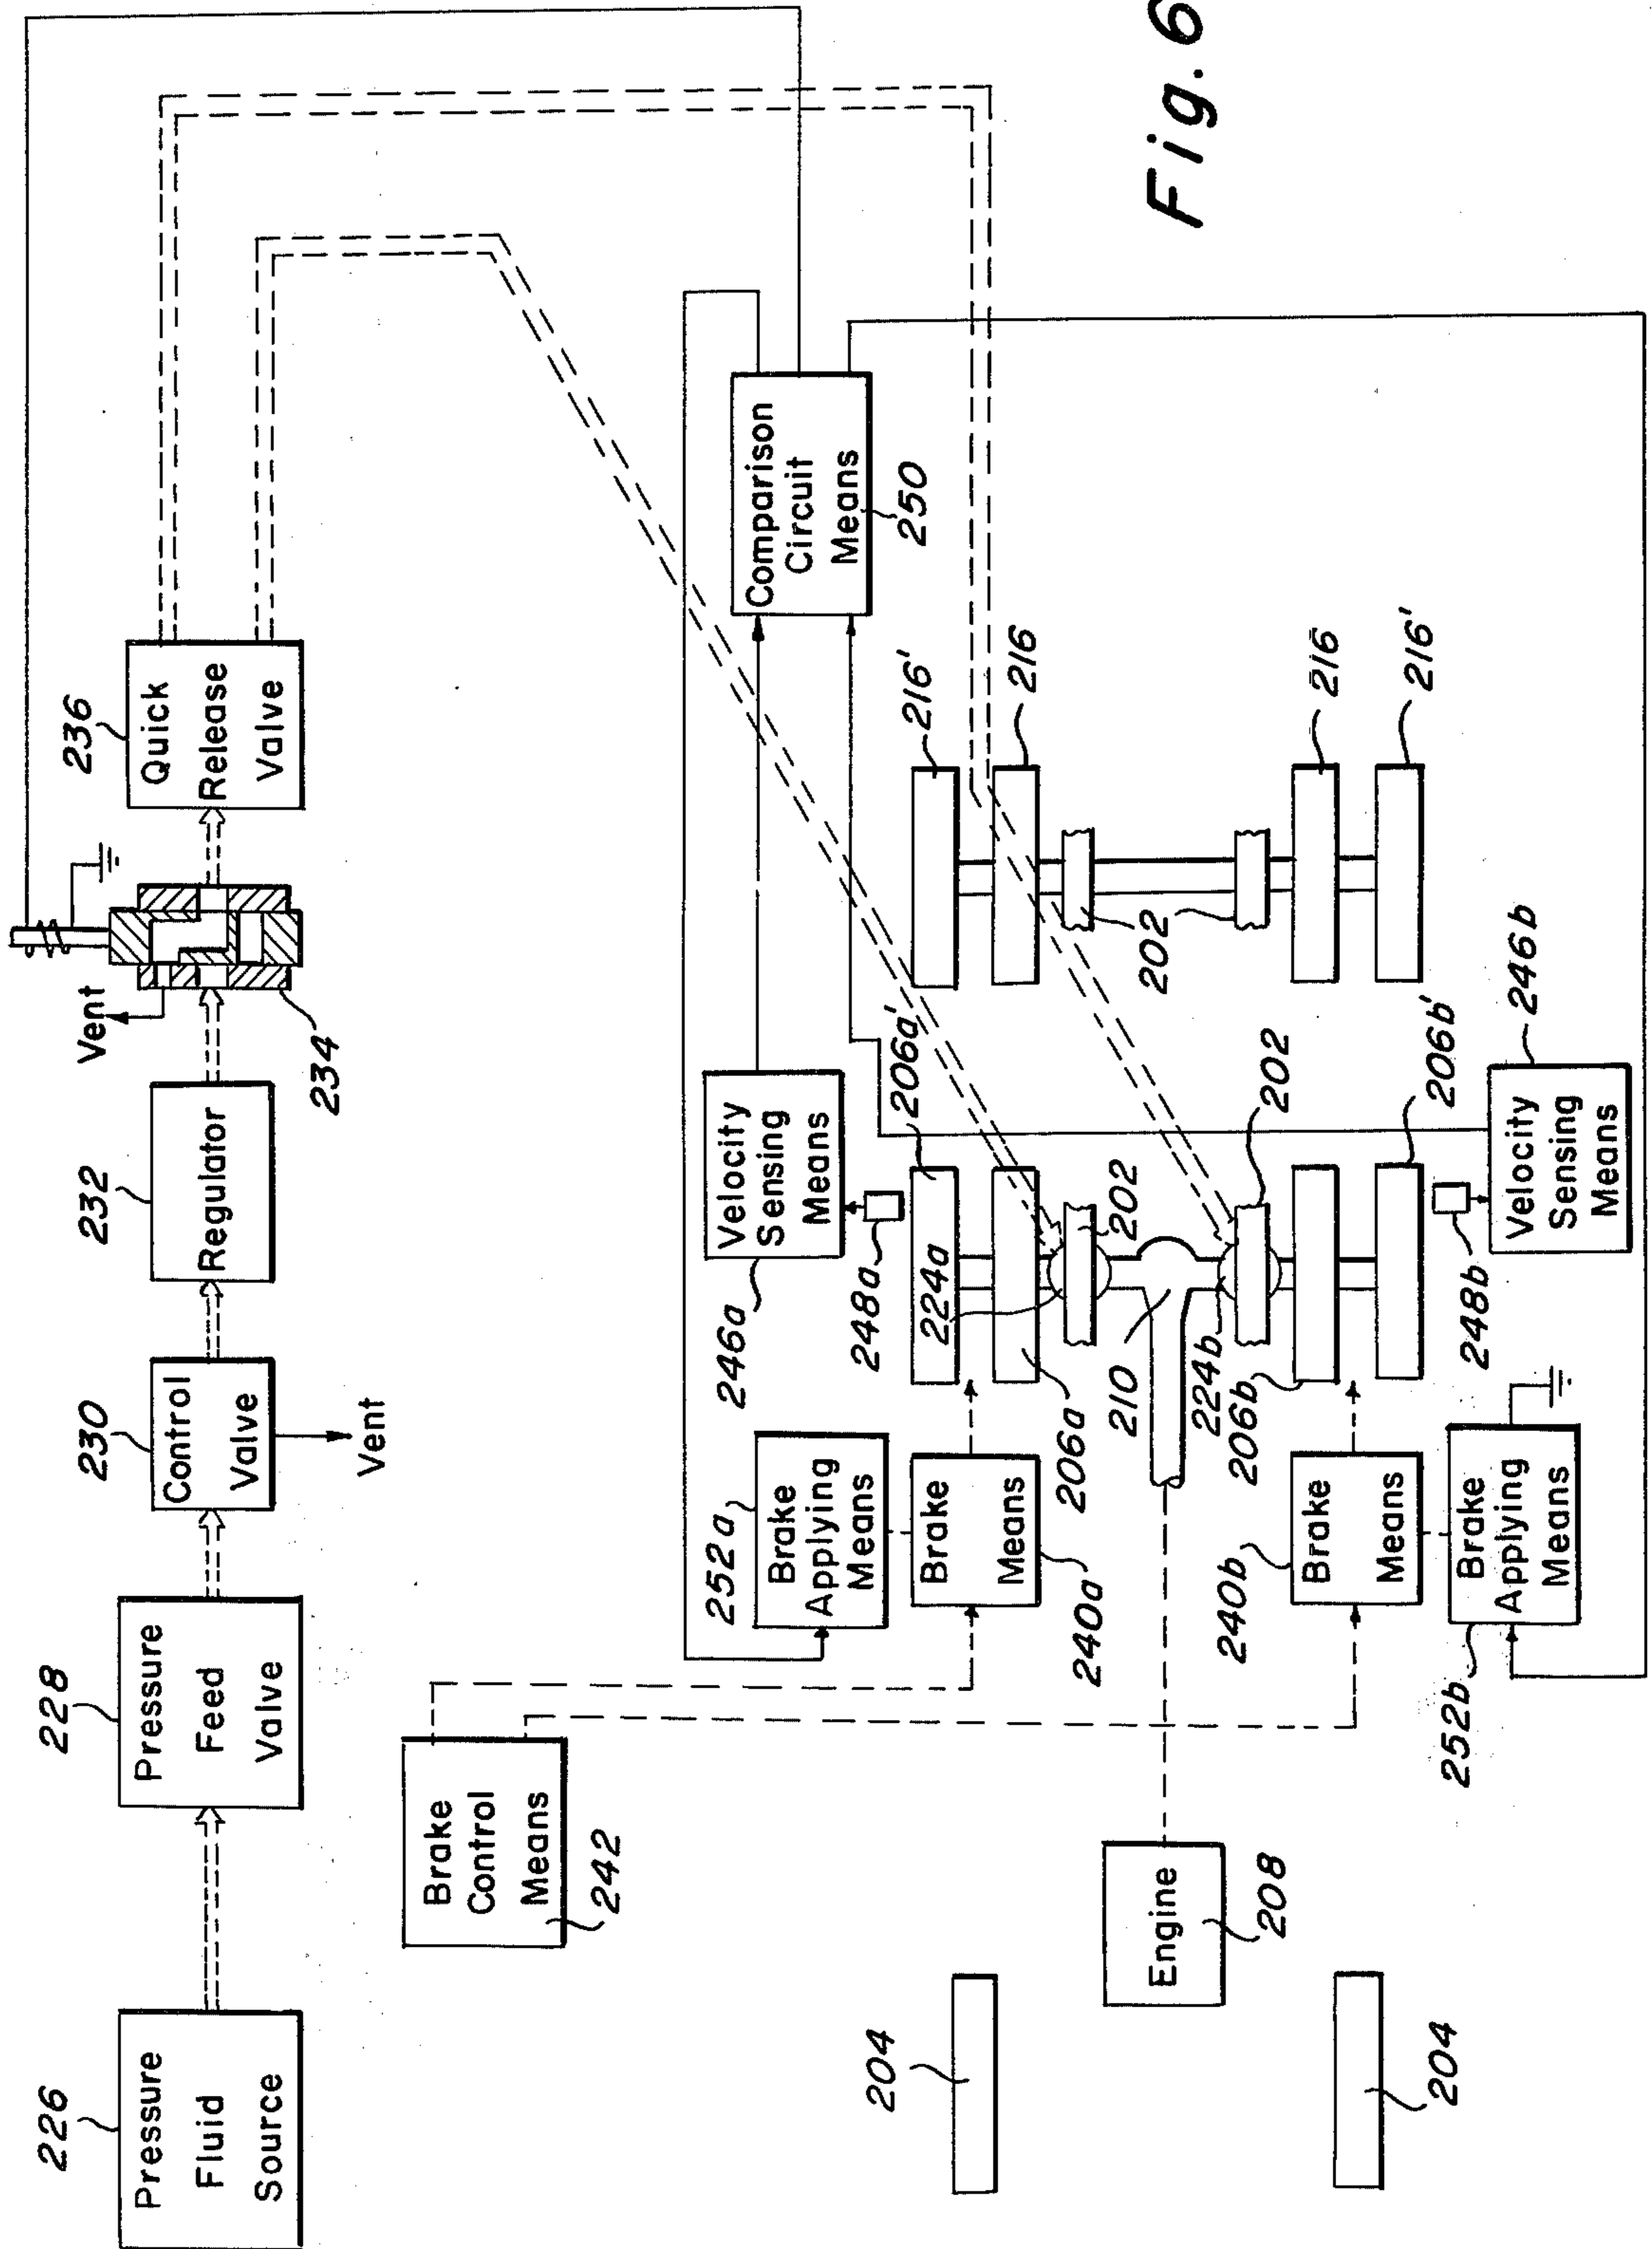 226
Pressure
Fluid
Source
228
Pressure
Feed
Valve
230
Control
Valve
Vent
232
Regulator
Vent
234
236
Quick
Release
Valve
Brake
Control
Means
242
252a
Brake
Applying
Means
Brake
Means
240a
246a
Velocity
Sensing
Means
248a
206a'
224a
206a
202
Comparison
Circuit
Means
250
216'
216
202
216
216'
204
204
Engine
208
210
224b
206b
202
206b'
240b
Brake
Means
252b
Brake
Applying
Means
248b
246b
Velocity
Sensing
Means
Fig. 6